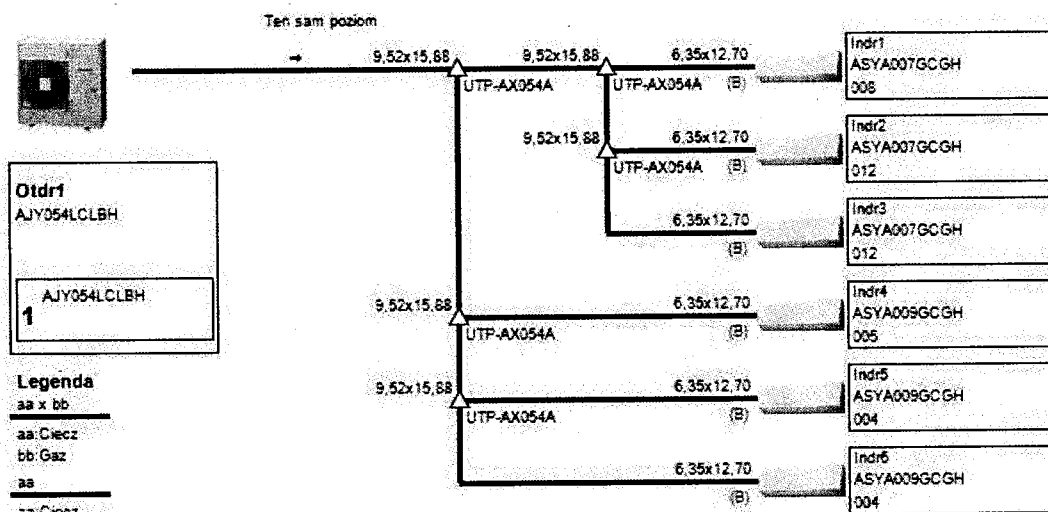 Ten sam poziom
9,52x15,88
9,52x15,88
6,35x12,70
UTP-AX054A
UTP-AX054A
(B)
Indr1
ASYA007GCGH
008
9,52x15,88
6,35x12,70
UTP-AX054A
(B)
Indr2
ASYA007GCGH
012
6,35x12,70
(B)
Indr3
ASYA007GCGH
012
9,52x15,88
6,35x12,70
UTP-AX054A
(B)
Indr4
ASYA009GCGH
005
9,52x15,88
6,35x12,70
UTP-AX054A
(B)
Indr5
ASYA009GCGH
004
6,35x12,70
(B)
Indr6
ASYA009GCGH
004
Otdr1
AJY054LCLBH
AJY054LCLBH
1
Legenda
aa x bb
aa:Ciecz
bb:Gaz
aa
aa:Ciecz